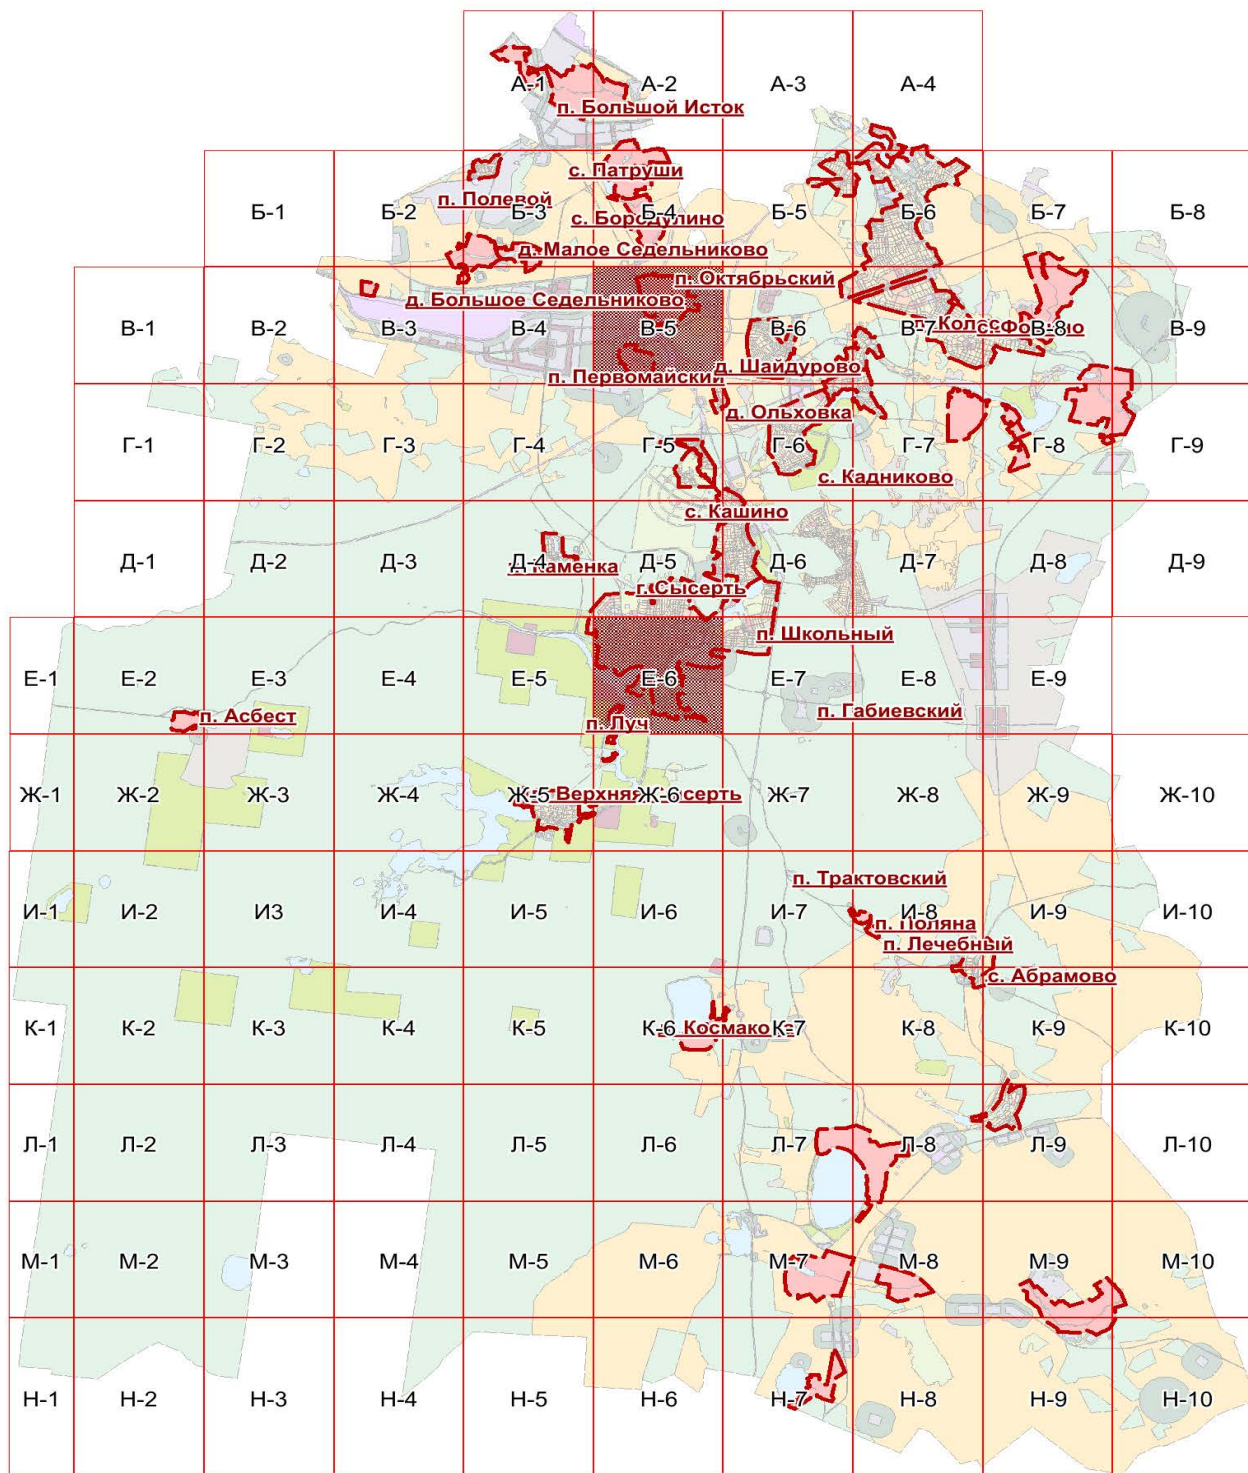 А-1
А-2
А-3
А-4
п. Большой Исток
с. Патруши
п. Полевой
Б-1
Б-2
Б-3
Б-4
Б-5
Б-6
Б-7
Б-8
с. Бородулино
д. Малое Седельниково
п. Октябрьский
д. Большое Седельниково
В-1
В-2
В-3
В-4
В-5
В-6
В-7
В-8
В-9
д. Шайдурово
п. Первомайский
д. Ольховка
Г-1
Г-2
Г-3
Г-4
Г-5
Г-6
Г-7
Г-8
Г-9
с. Кадниково
с. Кашино
Д-1
Д-2
Д-3
Д-4
Д-5
Д-6
Д-7
Д-8
Д-9
Каменка
г. Сысерть
п. Школьный
Е-1
Е-2
Е-3
Е-4
Е-5
Е-6
Е-7
Е-8
Е-9
п. Асбест
п. Габиевский
п. Луч
Ж-1
Ж-2
Ж-3
Ж-4
Ж-5
Верхняя
Ж-6
Ж-7
Ж-8
Ж-9
Ж-10
п. Трактовский
И-1
И-2
И3
И-4
И-5
И-6
И-7
И-8
И-9
И-10
п. Поляна
п. Лечебный
с. Абрамово
К-1
К-2
К-3
К-4
К-5
К-6
К-7
К-8
К-9
К-10
Л-1
Л-2
Л-3
Л-4
Л-5
Л-6
Л-7
Л-8
Л-9
Л-10
М-1
М-2
М-3
М-4
М-5
М-6
М-7
М-8
М-9
М-10
Н-1
Н-2
Н-3
Н-4
Н-5
Н-6
Н-7
Н-8
Н-9
Н-10